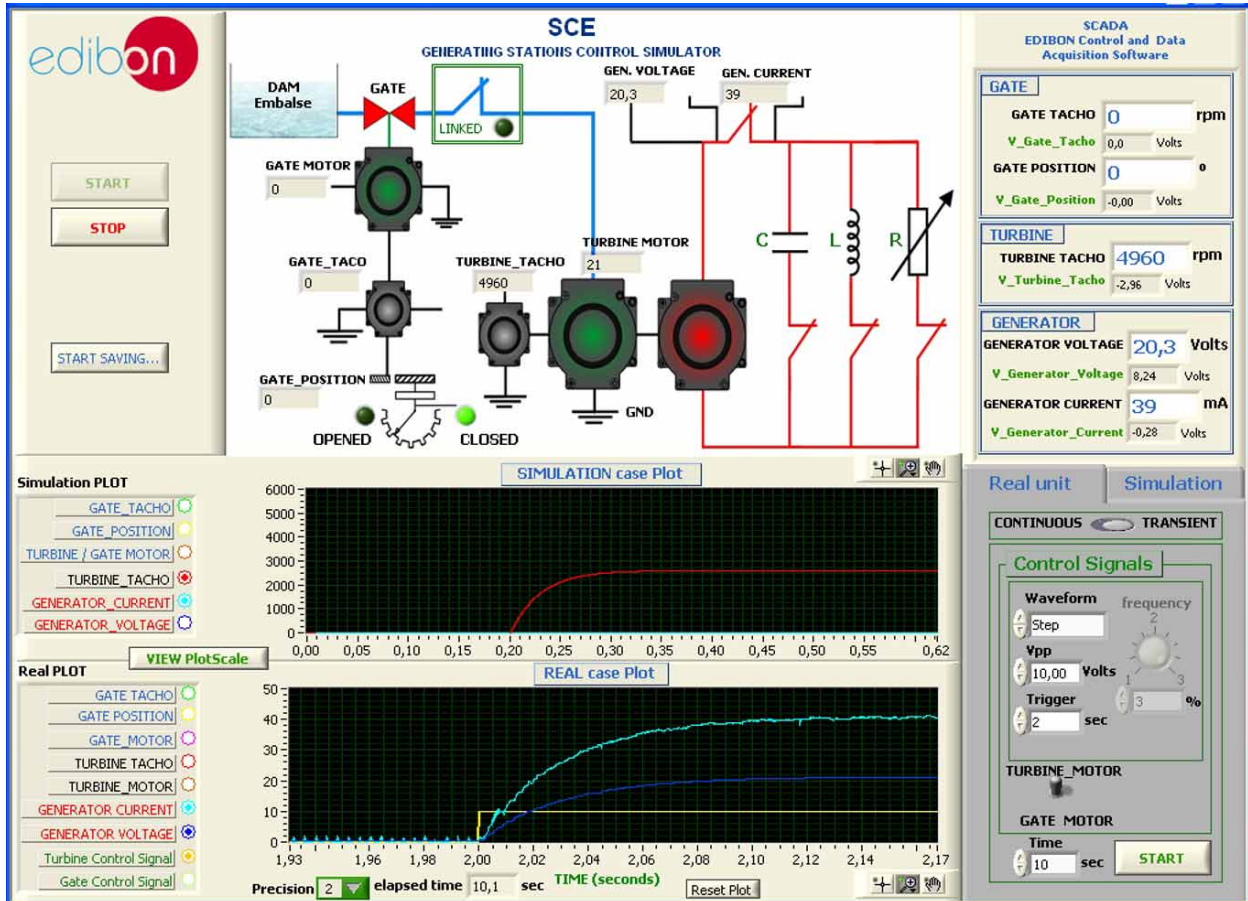 edibon
START
STOP
START SAVING...
SCE
GENERATING STATIONS CONTROL SIMULATOR
DAM
Embalse
GATE
LINKED
GEN. VOLTAGE
20,3
GEN. CURRENT
39
GATE MOTOR
0
GATE_TACO
0
TURBINE_TACHO
4960
TURBINE MOTOR
21
C
L
R
GATE_POSITION
0
OPENED
CLOSED
GND
SCADA
EDIBON Control and Data
Acquisition Software
GATE
GATE TACHO 0 rpm
V_Gate_Tacho 0,0 Volts
GATE POSITION 0 º
V_Gate_Position -0,00 Volts
TURBINE
TURBINE TACHO 4960 rpm
V_Turbine_Tacho -2,96 Volts
GENERATOR
GENERATOR VOLTAGE 20,3 Volts
V_Generator_Voltage 8,24 Volts
GENERATOR CURRENT 39 mA
V_Generator_Current -0,28 Volts
Simulation PLOT
GATE_TACHO
GATE_POSITION
TURBINE / GATE MOTOR
TURBINE_TACHO
GENERATOR_CURRENT
GENERATOR_VOLTAGE
VIEW PlotScale
SIMULATION case Plot
6000
5000
4000
3000
2000
1000
0
0,00 0,05 0,10 0,15 0,20 0,25 0,30 0,35 0,40 0,45 0,50 0,55 0,62
Real PLOT
GATE TACHO
GATE POSITION
GATE_MOTOR
TURBINE TACHO
TURBINE_MOTOR
GENERATOR CURRENT
GENERATOR VOLTAGE
Turbine Control Signal
Gate Control Signal
REAL case Plot
50
40
30
20
10
0
1,93 1,96 1,98 2,00 2,02 2,04 2,06 2,08 2,10 2,12 2,14 2,17
Precision 2 elapsed time 10,1 sec TIME (seconds) Reset Plot
Real unit Simulation
CONTINUOUS TRANSIENT
Control Signals
Waveform
Step
Vpp
10,00 Volts
Trigger
2 sec
frequency
2
1 3
3 %
TURBINE_MOTOR
GATE MOTOR
Time
10 sec
START